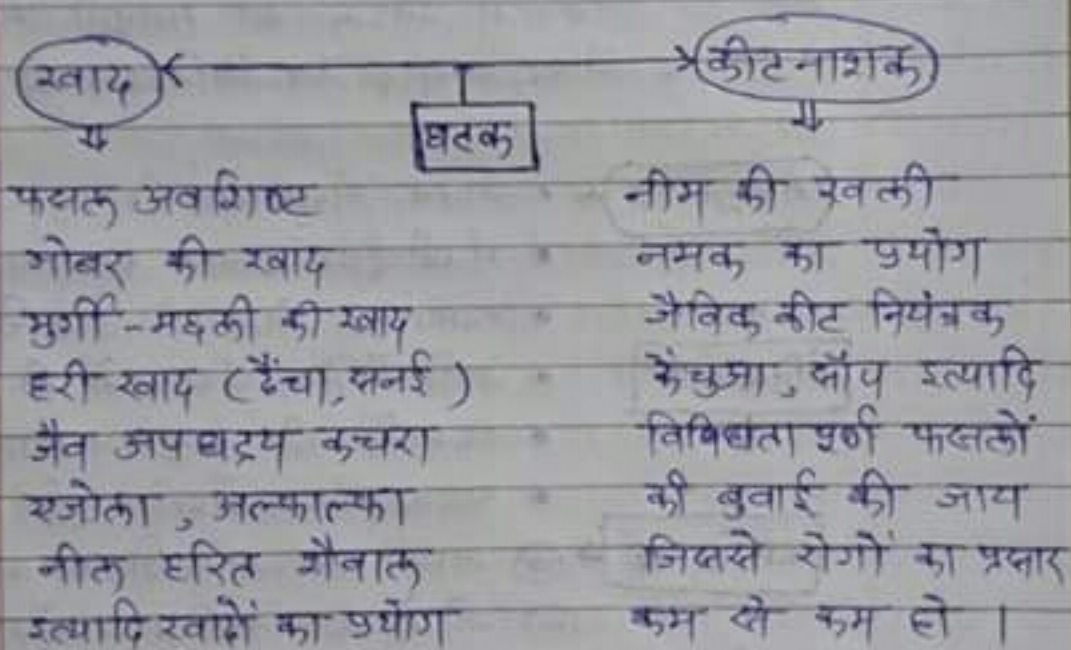 खाद
कीटनाशक
घटक
फसल अवशिष्ट
गोबर की खाद
मुर्गी-मछली की खाद
हरी खाद (ढैंचा, सनई)
जैव अपघट्य कचरा
एजोला, अल्फाल्फा
नील हरित शैवाल
इत्यादि खादों का प्रयोग
नीम की खली
नमक का प्रयोग
जैविक कीट नियंत्रक
केंचुआ, साँप इत्यादि
विविधता पूर्ण फसलों
की बुवाई की जाय
जिससे रोगों का प्रसार
कम से कम हो ।